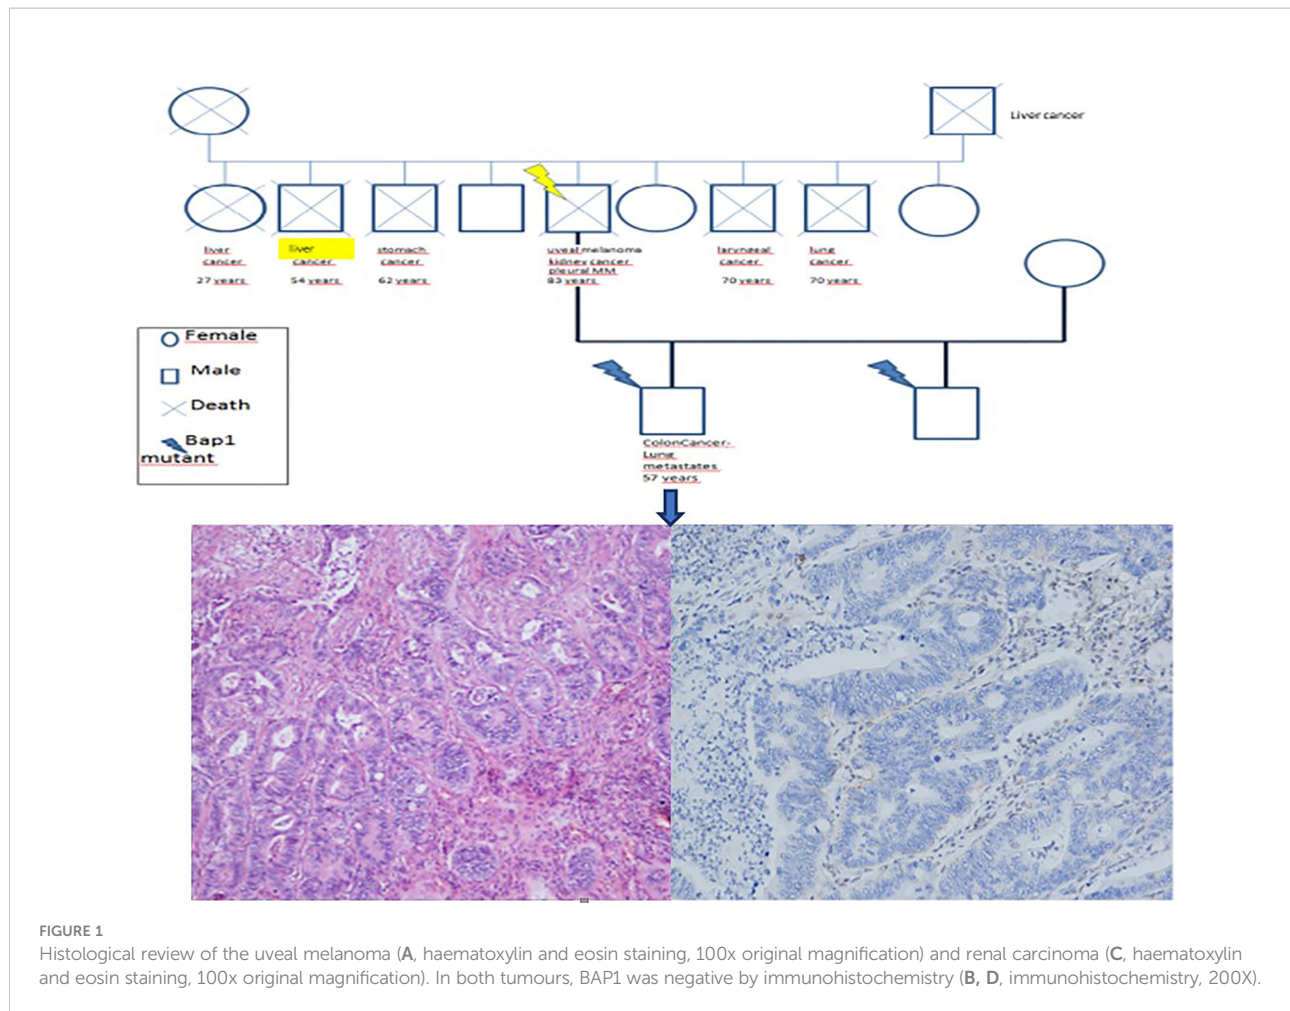 Liver cancer
liver
cancer
27 years
liver
cancer
54 years
stomach
cancer
62 years
uveal melanoma
kidney cancer
pleural MM
83 years
laryngeal
cancer
70 years
lung
cancer
70 years
Female
Male
Death
Bap1
mutant
ColonCancer-
Lung
metastates
57 years
FIGURE 1
Histological review of the uveal melanoma (A, haematoxylin and eosin staining, 100x original magnification) and renal carcinoma (C, haematoxylin
and eosin staining, 100x original magnification). In both tumours, BAP1 was negative by immunohistochemistry (B, D, immunohistochemistry, 200X).